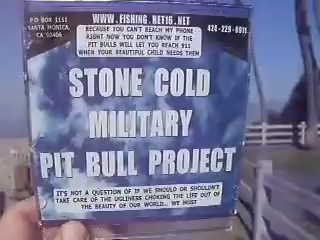 PO BOX 1151
SANTA MONICA,
CA 90406
WWW.FISHING.NET16.NET
424-229-8811
BECAUSE YOU CAN'T REACH MY PHONE
RIGHT NOW YOU DON'T KNOW IF THE
PIT BULLS WILL LET YOU REACH 911
WHEN YOUR BEAUTIFUL CHILD NEEDS THEM
STONE COLD
MILITARY
PIT BULL PROJECT
IT'S NOT A QUESTION OF IF WE SHOULD OR SHOULDN'T
TAKE CARE OF THE UGLINESS CHOKING THE LIFE OUT OF
THE BEAUTY OF OUR WORLD... WE MUST